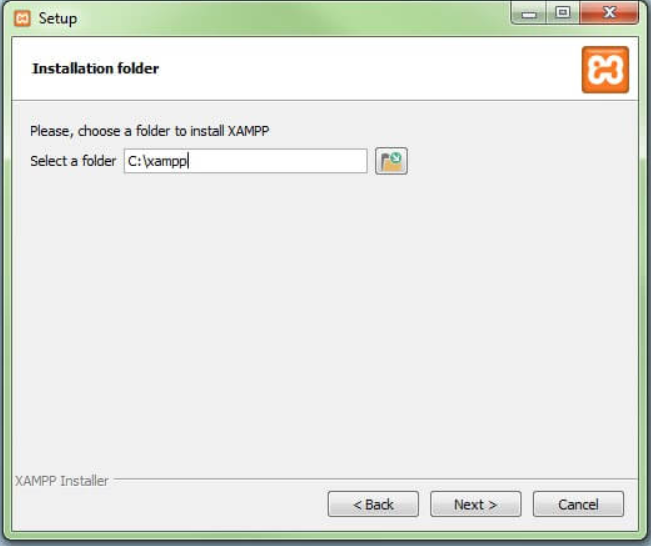 Setup
Installation folder
Please, choose a folder to install XAMPP
Select a folder C:\xampp
XAMPP Installer
< Back Next > Cancel